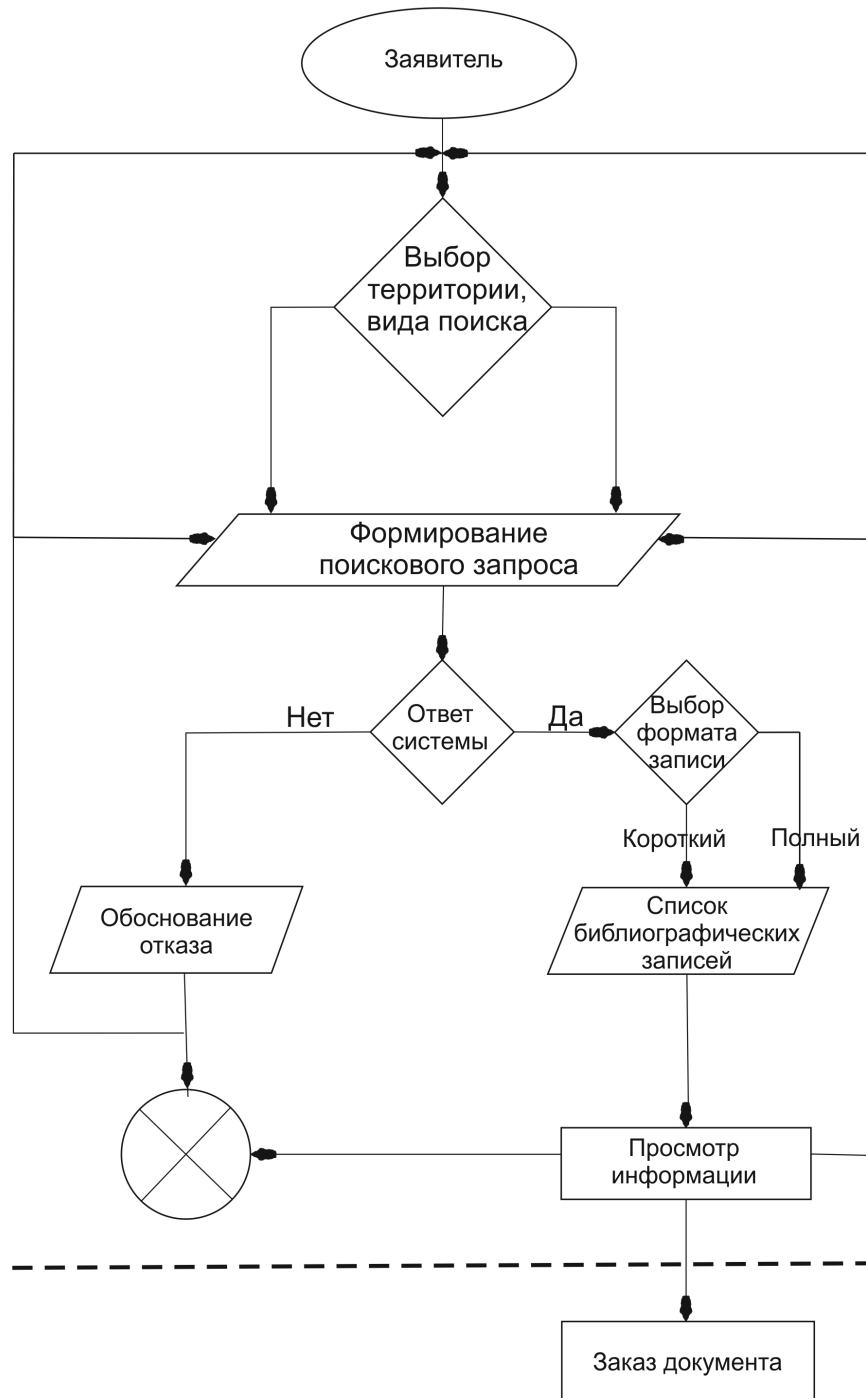 Заявитель
Выбор
территории,
вида поиска
Формирование
поискового запроса
Нет
Ответ
системы
Да
Выбор
формата
записи
Короткий
Полный
Обоснование
отказа
Список
библиографических
записей
Просмотр
информации
Заказ документа